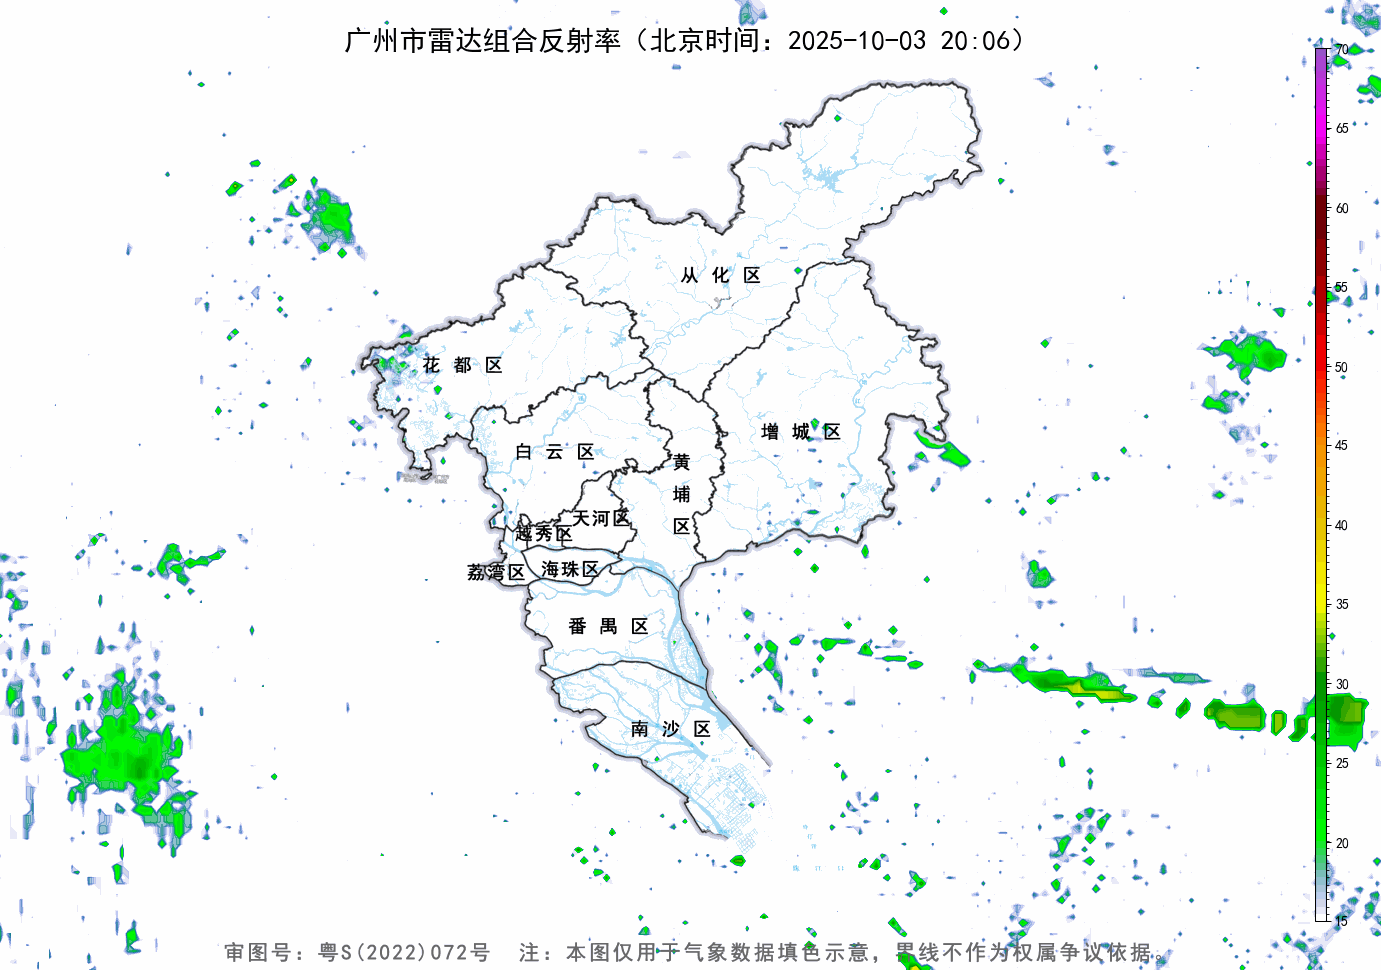 广州市雷达组合反射率（北京时间：2025-10-03 20:06）
70
65
60
55
50
45
40
35
30
25
20
15
从化区
花都区
增城区
白云区
黄埔区
天河区
越秀区
荔湾区
海珠区
番禺区
南沙区
审图号：粤S(2022)072号 注：本图仅用于气象数据填色示意，界线不作为权属争议依据。